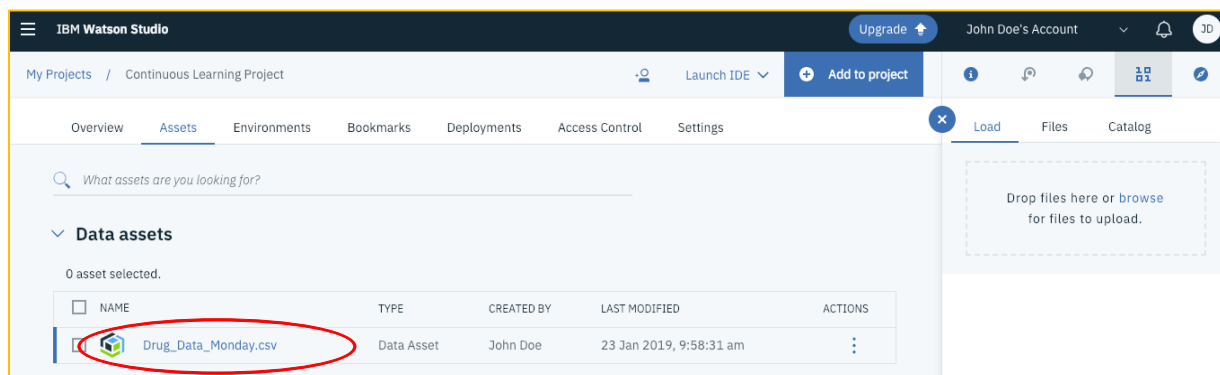 IBM Watson Studio Upgrade John Doe's Account JD
My Projects / Continuous Learning Project Launch IDE Add to project
Overview Assets Environments Bookmarks Deployments Access Control Settings Load Files Catalog
What assets are you looking for?
Drop files here or browse
for files to upload.
Data assets
0 asset selected.
NAME TYPE CREATED BY LAST MODIFIED ACTIONS
Drug_Data_Monday.csv Data Asset John Doe 23 Jan 2019, 9:58:31 am